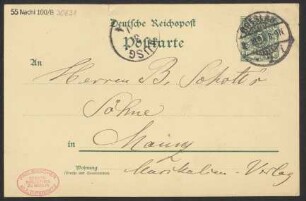 55 Nachl 100/B
Deutsche Reichspost
Postkarte
An
Herren B. Schott's
Söhne
in Mainz
Wohnung
Musikalien-Verlag